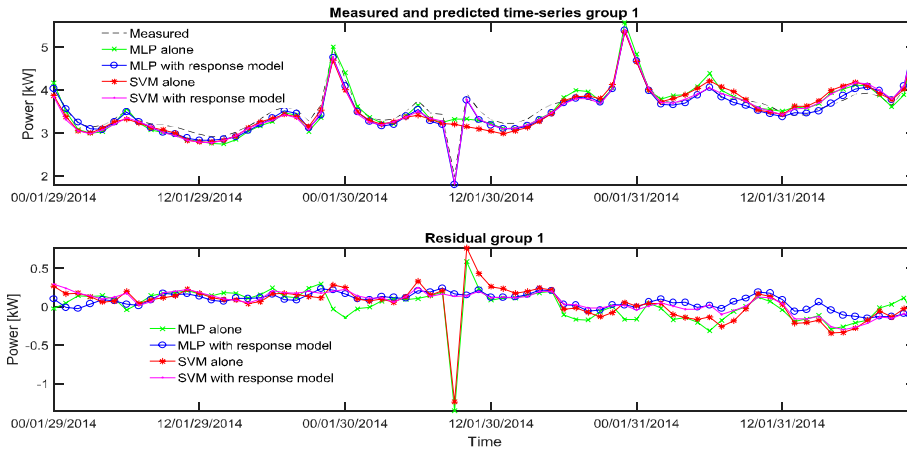 Measured and predicted time-series group 1
Power [kW]
5
4
3
2
Measured
MLP alone
MLP with response model
SVM alone
SVM with response model
00/01/29/2014 12/01/29/2014 00/01/30/2014 12/01/30/2014 00/01/31/2014 12/01/31/2014
Residual group 1
Power [kW]
0.5
0
-0.5
-1
MLP alone
MLP with response model
SVM alone
SVM with response model
00/01/29/2014 12/01/29/2014 00/01/30/2014 12/01/30/2014 00/01/31/2014 12/01/31/2014
Time